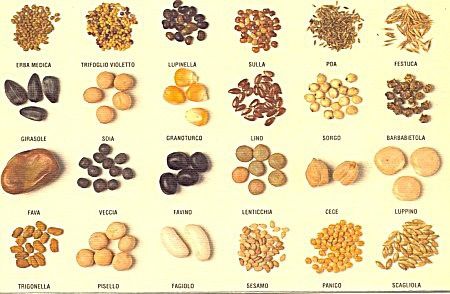 ERBA MEDICA TRIFOGLIO VIOLETTO LUPINELLA SULLA POA FESTUCA
GIRASOLE SOIA GRANOTURCO LINO SORGO BARBABIETOLA
FAVA VECCIA FAVINO LENTICCHIA CECE LUPPINO
TRIGONELLA PISELLO FAGIOLO SESAMO PANICO SCAGLIOLA